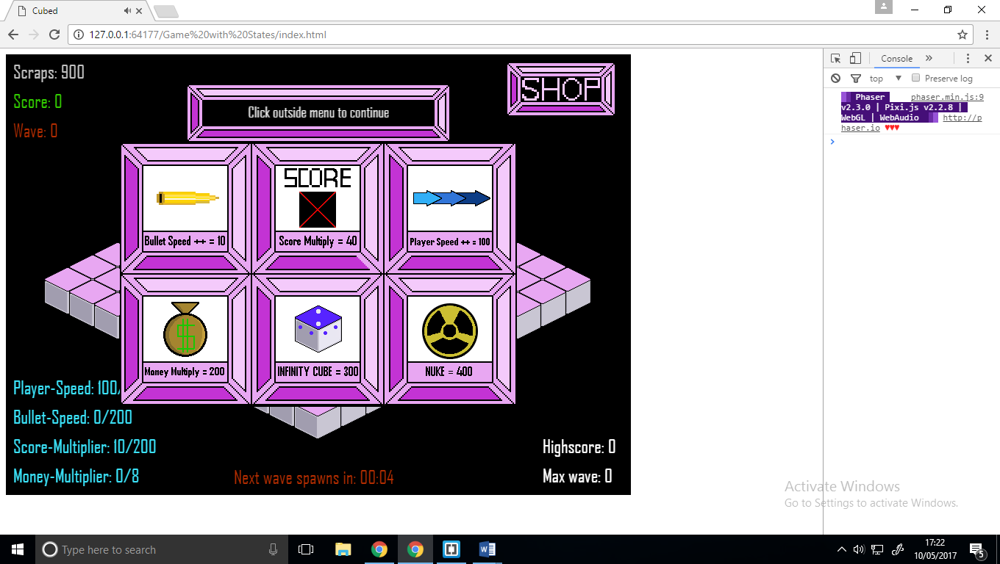 Cubed
127.0.0.1:64177/Game%20with%20States/index.html
Scraps: 900
Score: 0
Wave: 0
Click outside menu to continue
SHOP
SCORE
Bullet Speed ++ = 10
Score Multiply = 40
Player Speed ++ = 100
Money Multiply = 200
INFINITY CUBE = 300
NUKE = 400
Player-Speed: 100/
Bullet-Speed: 0/200
Score-Multiplier: 10/200
Money-Multiplier: 0/8
Next wave spawns in: 00:04
Highscore: 0
Max wave: 0
Console
top
Preserve log
Phaser phaser.min.js:9
v2.3.0 | Pixi.js v2.2.8 |
WebGL | WebAudio http://p
haser.io ♥♥♥
Activate Windows
Go to Settings to activate Windows.
Type here to search
17:22
10/05/2017
5